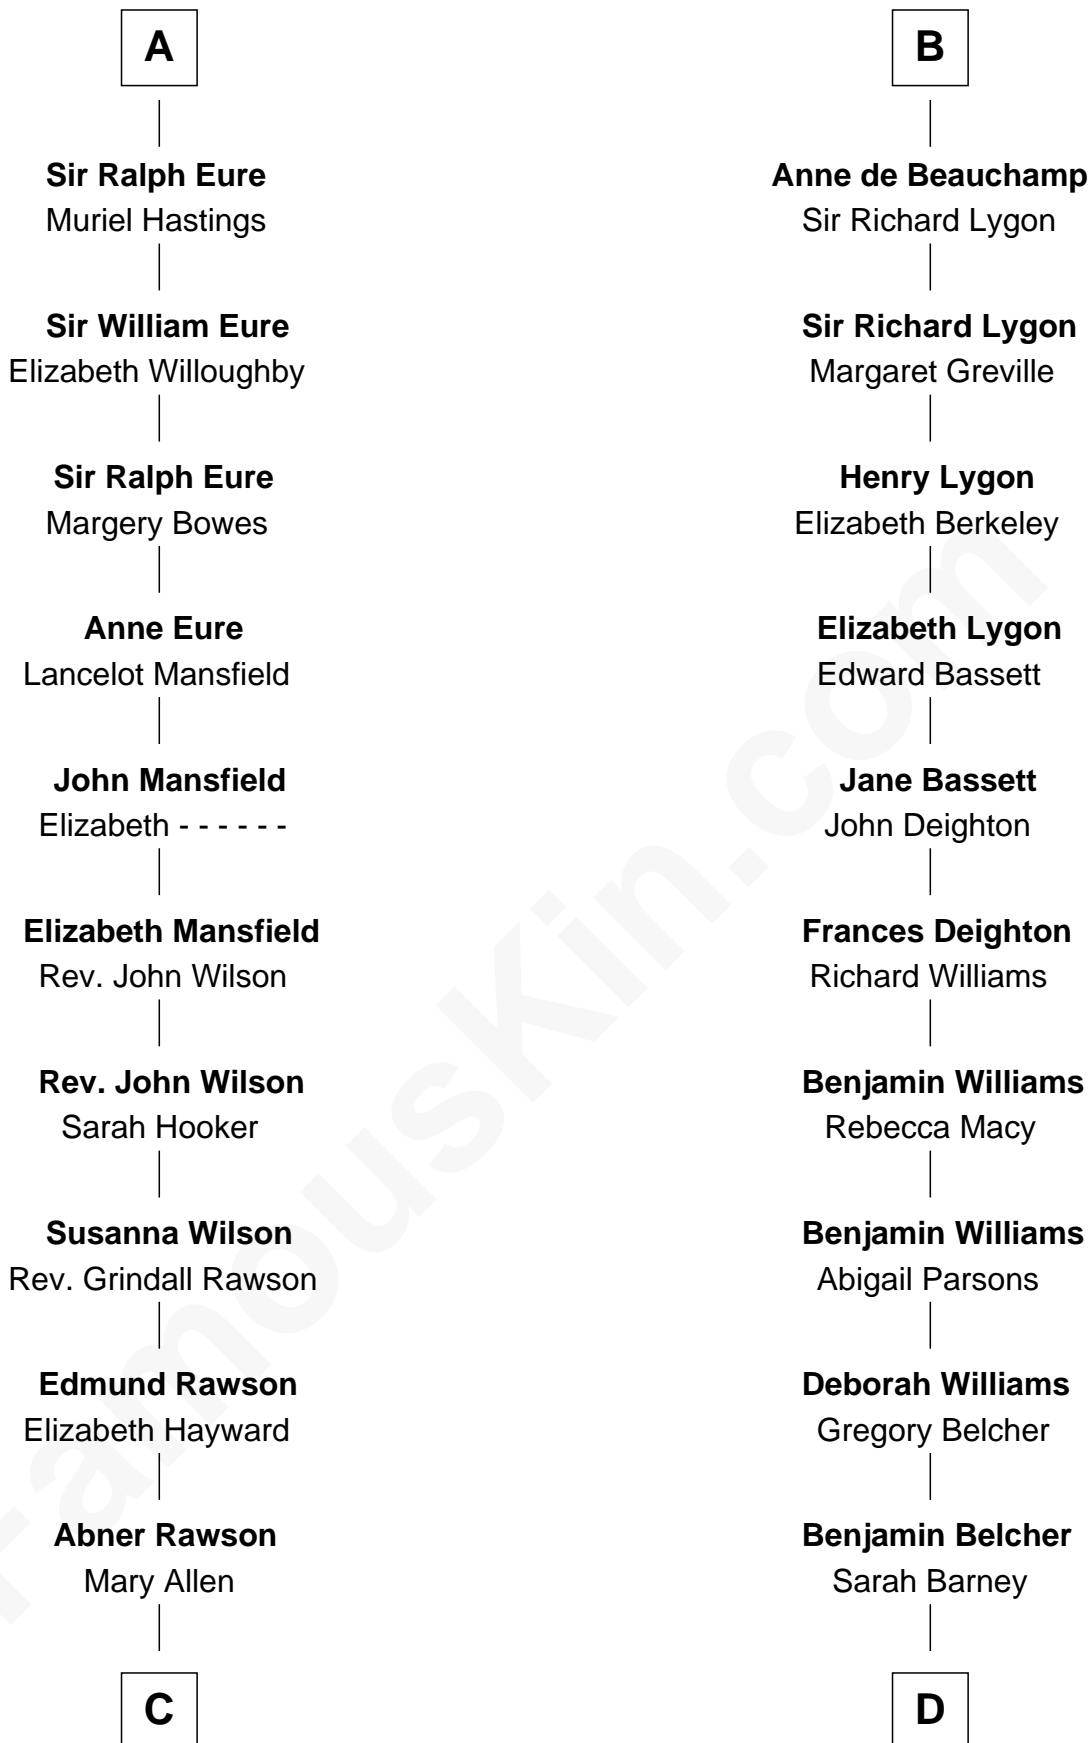 A
Sir Ralph Eure
Muriel Hastings
Sir William Eure
Elizabeth Willoughby
Sir Ralph Eure
Margery Bowes
Anne Eure
Lancelot Mansfield
John Mansfield
Elizabeth - - - - - -
Elizabeth Mansfield
Rev. John Wilson
Rev. John Wilson
Sarah Hooker
Susanna Wilson
Rev. Grindall Rawson
Edmund Rawson
Elizabeth Hayward
Abner Rawson
Mary Allen
C
B
Anne de Beauchamp
Sir Richard Lygon
Sir Richard Lygon
Margaret Greville
Henry Lygon
Elizabeth Berkeley
Elizabeth Lygon
Edward Bassett
Jane Bassett
John Deighton
Frances Deighton
Richard Williams
Benjamin Williams
Rebecca Macy
Benjamin Williams
Abigail Parsons
Deborah Williams
Gregory Belcher
Benjamin Belcher
Sarah Barney
D
FamousKin.com